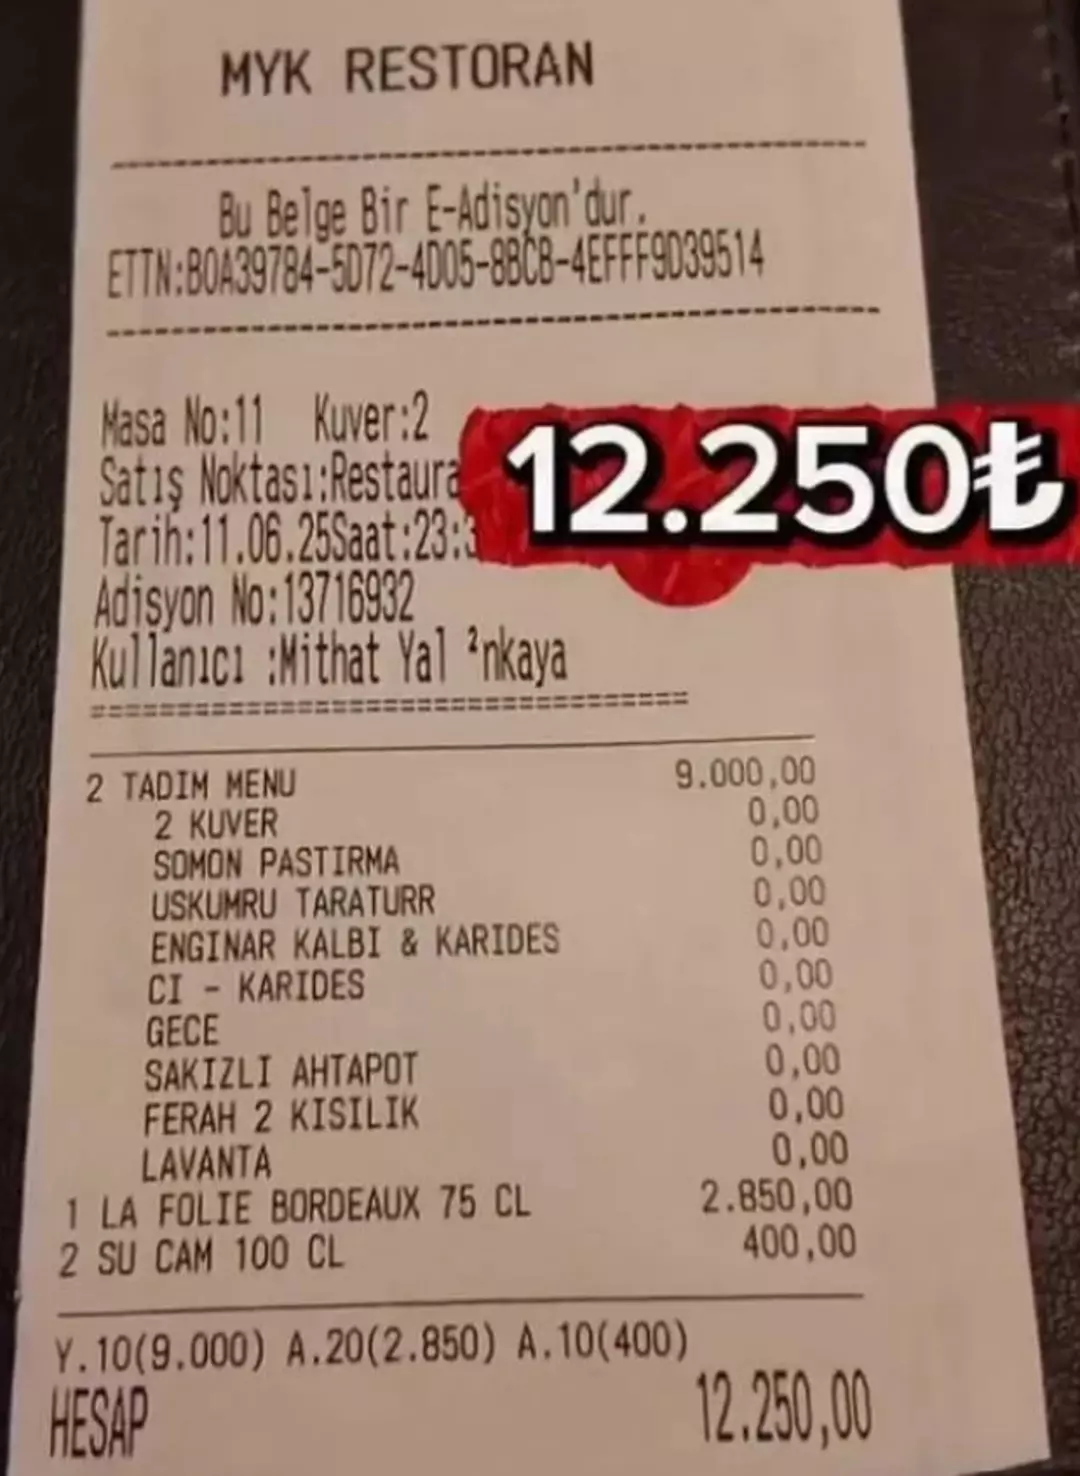 MYK RESTORAN
Bu Belge Bir E-Adisyon'dur.
ETTN:B0A39784-5D72-4D05-8BCB-4EFFF9D39514
Masa No:11 Kuver:2
12.250₺
Satış Noktası:Restaura
Tarih:11.06.25Saat:23:3
Adisyon No:13716932
Kullanıcı :Mithat Yal ²nkaya
2 TADIM MENU 9.000,00
2 KUVER 0,00
SOMON PASTIRMA 0,00
USKUMRU TARATURR 0,00
ENGINAR KALBI & KARIDES 0,00
CI - KARIDES 0,00
GECE 0,00
SAKIZLI AHTAPOT 0,00
FERAH 2 KISILIK 0,00
LAVANTA 0,00
1 LA FOLIE BORDEAUX 75 CL 2.850,00
2 SU CAM 100 CL 400,00
Y.10(9.000) A.20(2.850) A.10(400)
HESAP 12.250,00